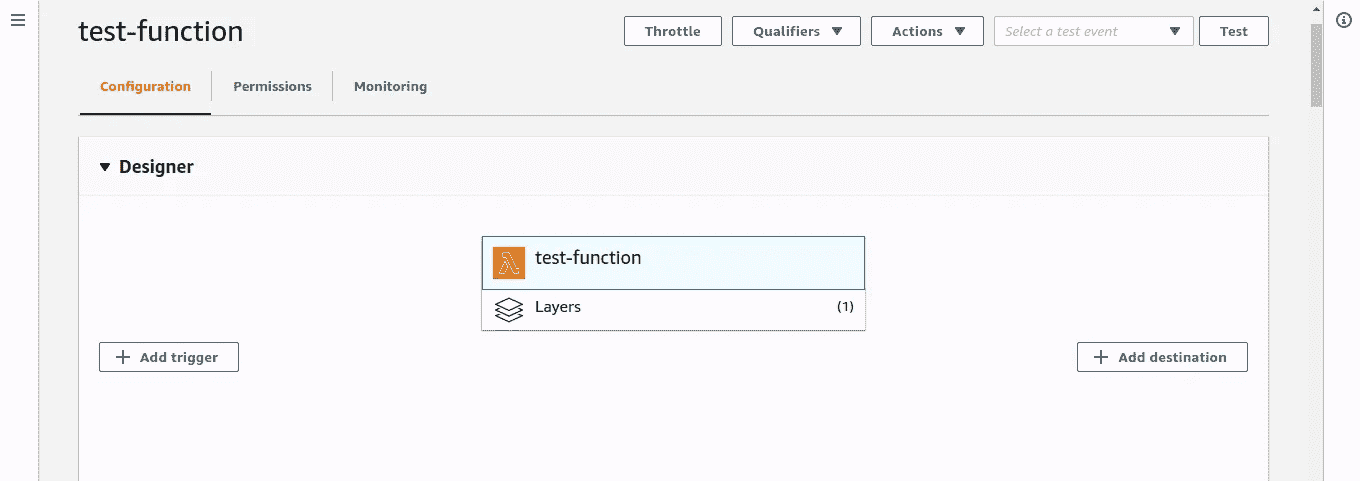 test-function
Throttle Qualifiers Actions Select a test event Test
Configuration Permissions Monitoring
Designer
test-function
Layers (1)
Add trigger Add destination